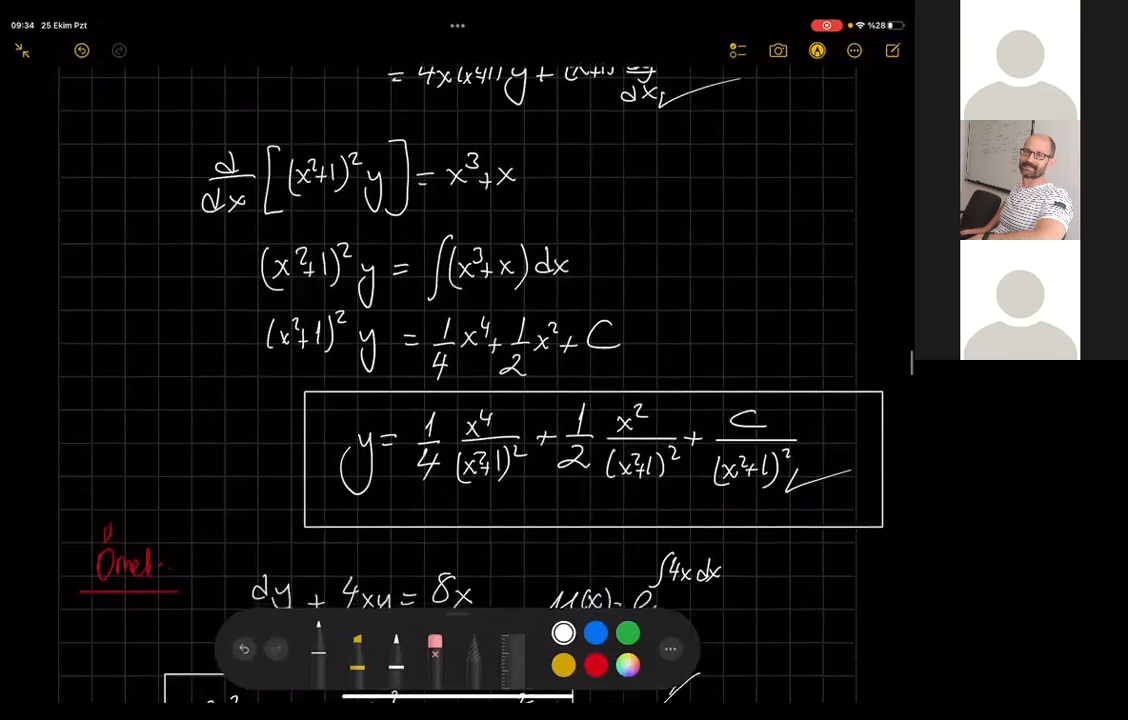 09:34 25 Ekim Pzt
%28
= 4x(x²+1) y + (x²+1)² dy/dx
d/dx [(x²+1)² y] = x³+x
(x²+1)² y = ∫(x³+x) dx
(x²+1)² y = 1/4 x⁴ + 1/2 x² + C
y = 1/4 x⁴/(x²+1)² + 1/2 x²/(x²+1)² + C/(x²+1)²
Örnek:
dy + 4xy = 8x μ(x) = e^∫4x dx